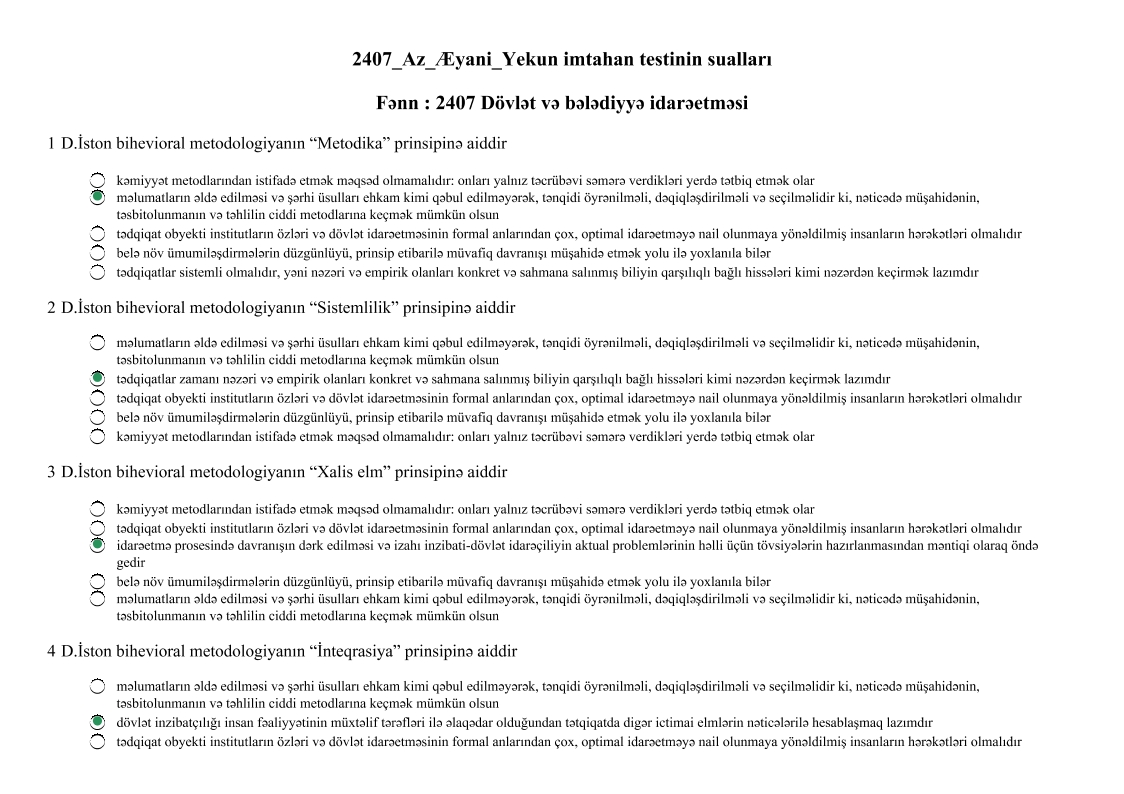 2407_Az_Æyani_Yekun imtahan testinin sualları
Fənn : 2407 Dövlət və bələdiyyə idarəetməsi
1 D.İston bihevioral metodologiyanın “Metodika” prinsipinə aiddir
kəmiyyət metodlarından istifadə etmək məqsəd olmamalıdır: onları yalnız təcrübəvi səmərə verdikləri yerdə tətbiq etmək olar
məlumatların əldə edilməsi və şərhi üsulları ehkam kimi qəbul edilməyərək, tənqidi öyrənilməli, dəqiqləşdirilməli və seçilməlidir ki, nəticədə müşahidənin,
təsbitolunmanın və təhlilin ciddi metodlarına keçmək mümkün olsun
tədqiqat obyekti institutların özləri və dövlət idarəetməsinin formal anlarından çox, optimal idarəetməyə nail olunmaya yönəldilmiş insanların hərəkətləri olmalıdır
belə növ ümumiləşdirmələrin düzgünlüyü, prinsip etibarilə müvafiq davranışı müşahidə etmək yolu ilə yoxlanıla bilər
tədqiqatlar sistemli olmalıdır, yəni nəzəri və empirik olanları konkret və sahmana salınmış biliyin qarşılıqlı bağlı hissələri kimi nəzərdən keçirmək lazımdır
2 D.İston bihevioral metodologiyanın “Sistemlilik” prinsipinə aiddir
məlumatların əldə edilməsi və şərhi üsulları ehkam kimi qəbul edilməyərək, tənqidi öyrənilməli, dəqiqləşdirilməli və seçilməlidir ki, nəticədə müşahidənin,
təsbitolunmanın və təhlilin ciddi metodlarına keçmək mümkün olsun
tədqiqatlar zamanı nəzəri və empirik olanları konkret və sahmana salınmış biliyin qarşılıqlı bağlı hissələri kimi nəzərdən keçirmək lazımdır
tədqiqat obyekti institutların özləri və dövlət idarəetməsinin formal anlarından çox, optimal idarəetməyə nail olunmaya yönəldilmiş insanların hərəkətləri olmalıdır
belə növ ümumiləşdirmələrin düzgünlüyü, prinsip etibarilə müvafiq davranışı müşahidə etmək yolu ilə yoxlanıla bilər
kəmiyyət metodlarından istifadə etmək məqsəd olmamalıdır: onları yalnız təcrübəvi səmərə verdikləri yerdə tətbiq etmək olar
3 D.İston bihevioral metodologiyanın “Xalis elm” prinsipinə aiddir
kəmiyyət metodlarından istifadə etmək məqsəd olmamalıdır: onları yalnız təcrübəvi səmərə verdikləri yerdə tətbiq etmək olar
tədqiqat obyekti institutların özləri və dövlət idarəetməsinin formal anlarından çox, optimal idarəetməyə nail olunmaya yönəldilmiş insanların hərəkətləri olmalıdır
idarəetmə prosesində davranışın dərk edilməsi və izahı inzibati-dövlət idarəçiliyin aktual problemlərinin həlli üçün tövsiyələrin hazırlanmasından məntiqi olaraq öndə
gedir
belə növ ümumiləşdirmələrin düzgünlüyü, prinsip etibarilə müvafiq davranışı müşahidə etmək yolu ilə yoxlanıla bilər
məlumatların əldə edilməsi və şərhi üsulları ehkam kimi qəbul edilməyərək, tənqidi öyrənilməli, dəqiqləşdirilməli və seçilməlidir ki, nəticədə müşahidənin,
təsbitolunmanın və təhlilin ciddi metodlarına keçmək mümkün olsun
4 D.İston bihevioral metodologiyanın “İnteqrasiya” prinsipinə aiddir
məlumatların əldə edilməsi və şərhi üsulları ehkam kimi qəbul edilməyərək, tənqidi öyrənilməli, dəqiqləşdirilməli və seçilməlidir ki, nəticədə müşahidənin,
təsbitolunmanın və təhlilin ciddi metodlarına keçmək mümkün olsun
dövlət inzibatçılığı insan fəaliyyətinin müxtəlif tərəfləri ilə əlaqədar olduğundan tətqiqatda digər ictimai elmlərin nəticələrilə hesablaşmaq lazımdır
tədqiqat obyekti institutların özləri və dövlət idarəetməsinin formal anlarından çox, optimal idarəetməyə nail olunmaya yönəldilmiş insanların hərəkətləri olmalıdır